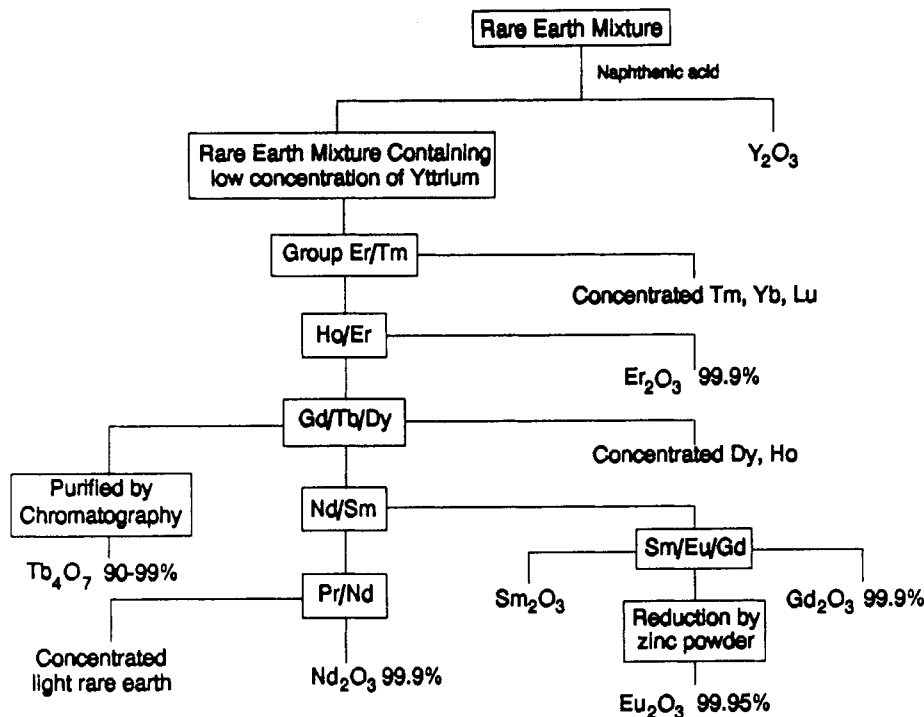 Rare Earth Mixture
Naphthenic acid
Rare Earth Mixture Containing
low concentration of Yttrium
Y₂O₃
Group Er/Tm
Concentrated Tm, Yb, Lu
Ho/Er
Er₂O₃ 99.9%
Gd/Tb/Dy
Concentrated Dy, Ho
Purified by
Chromatography
Nd/Sm
Tb₄O₇ 90-99%
Sm/Eu/Gd
Pr/Nd
Sm₂O₃
Gd₂O₃ 99.9%
Reduction by
zinc powder
Concentrated
light rare earth
Nd₂O₃ 99.9%
Eu₂O₃ 99.95%